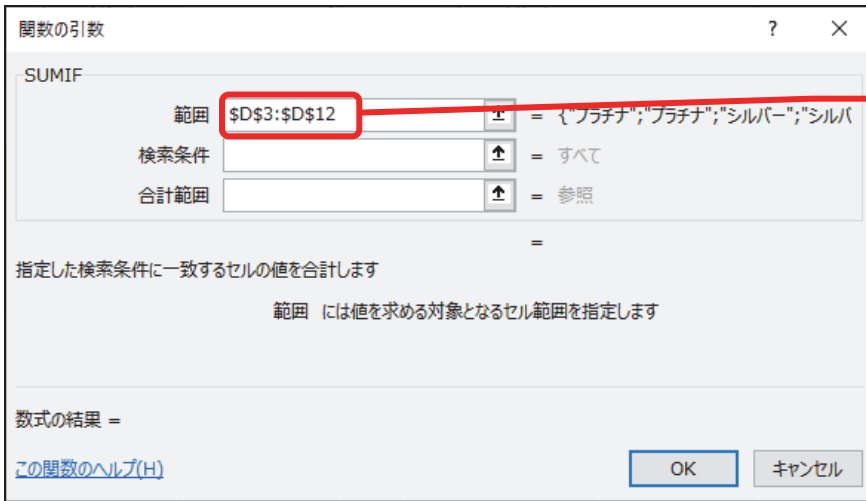 関数の引数 ?
SUMIF
範囲 $D$3:$D$12 = {"プラチナ";"プラチナ";"シルバー";"シルバ
検索条件 = すべて
合計範囲 = 参照
=
指定した検索条件に一致するセルの値を合計します
範囲 には値を求める対象となるセル範囲を指定します
数式の結果 =
この関数のヘルプ(H) OK キャンセル